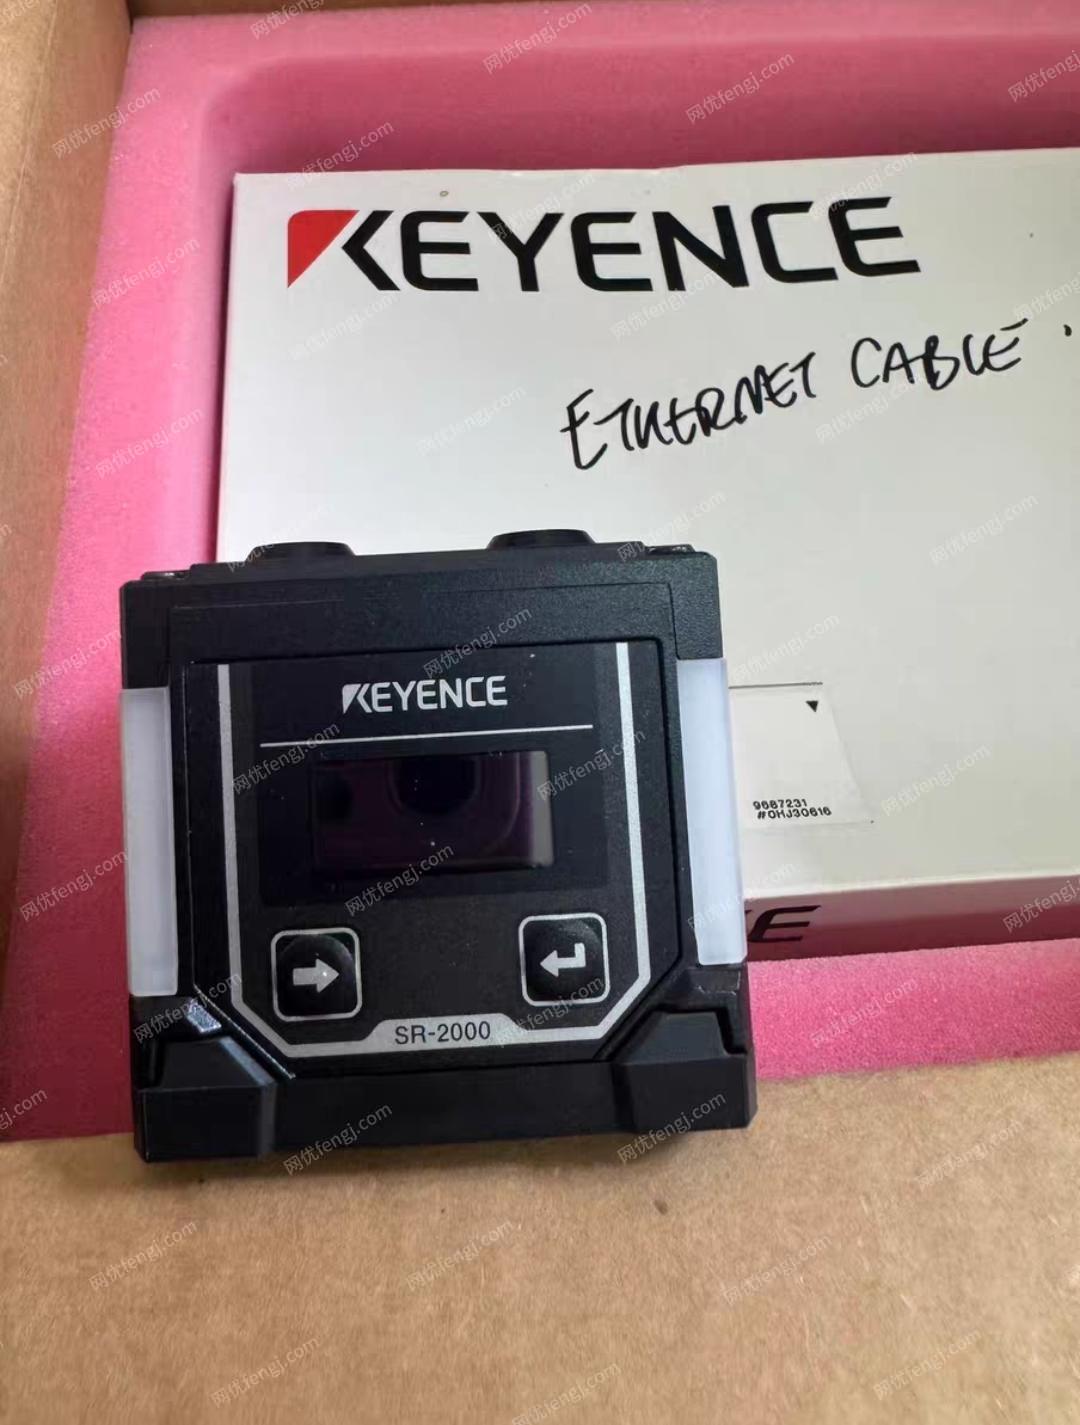 KEYENCE
ETHERNET CABLE
KEYENCE
9687231
#0HJ30616
SR-2000
网优fengj.com